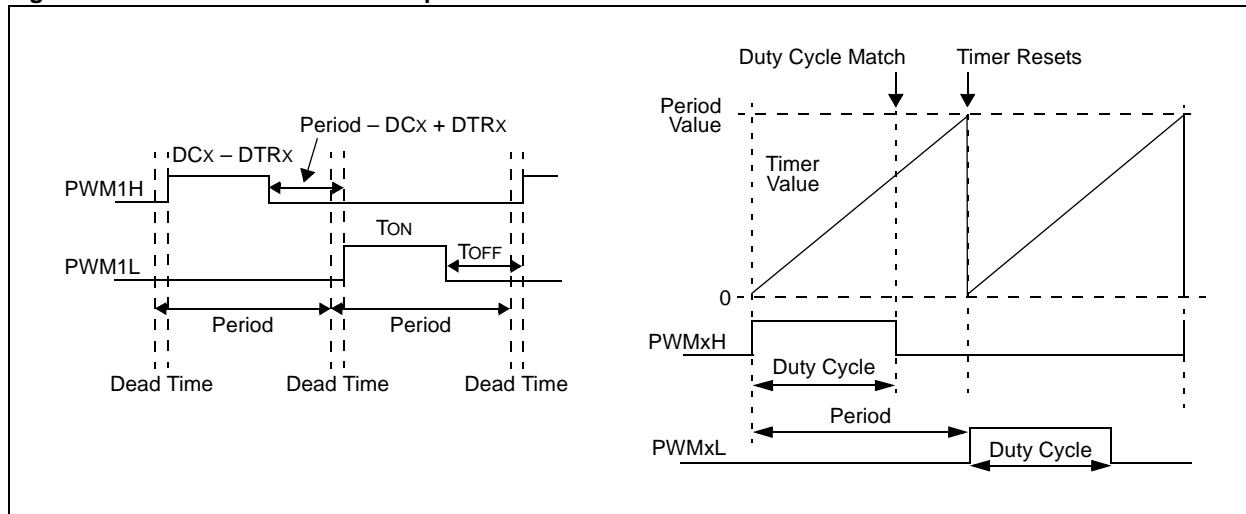 Period – DCX + DTRX
DCX – DTRX
PWM1H
TON
TOFF
PWM1L
Period
Period
Dead Time
Dead Time
Dead Time
Duty Cycle Match
Timer Resets
Period
Value
Timer
Value
0
PWMxH
Duty Cycle
Period
PWMxL
Duty Cycle